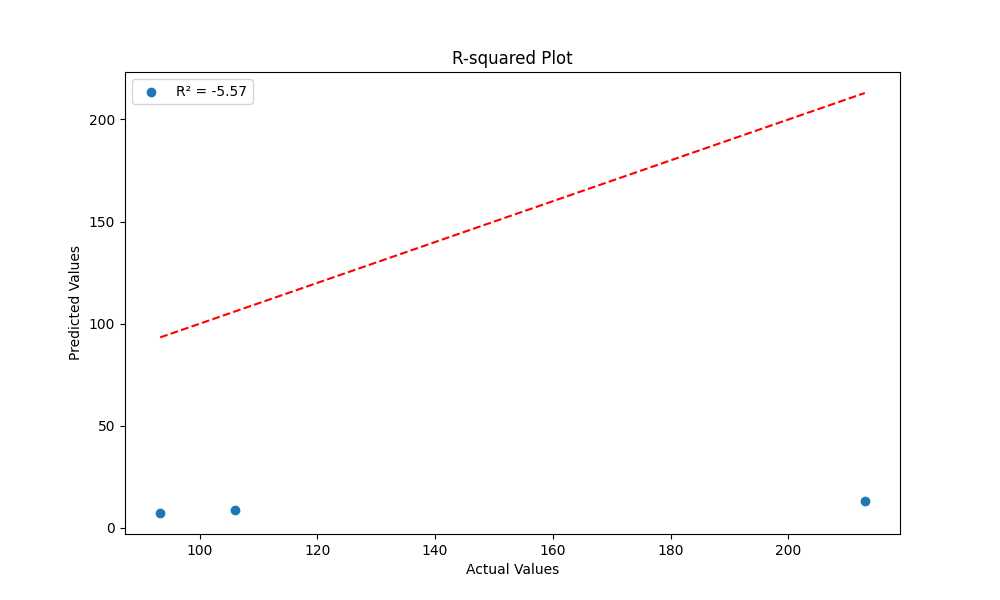 R-squared Plot
R² = -5.57
200
150
100
50
0
Predicted Values
100 120 140 160 180 200
Actual Values